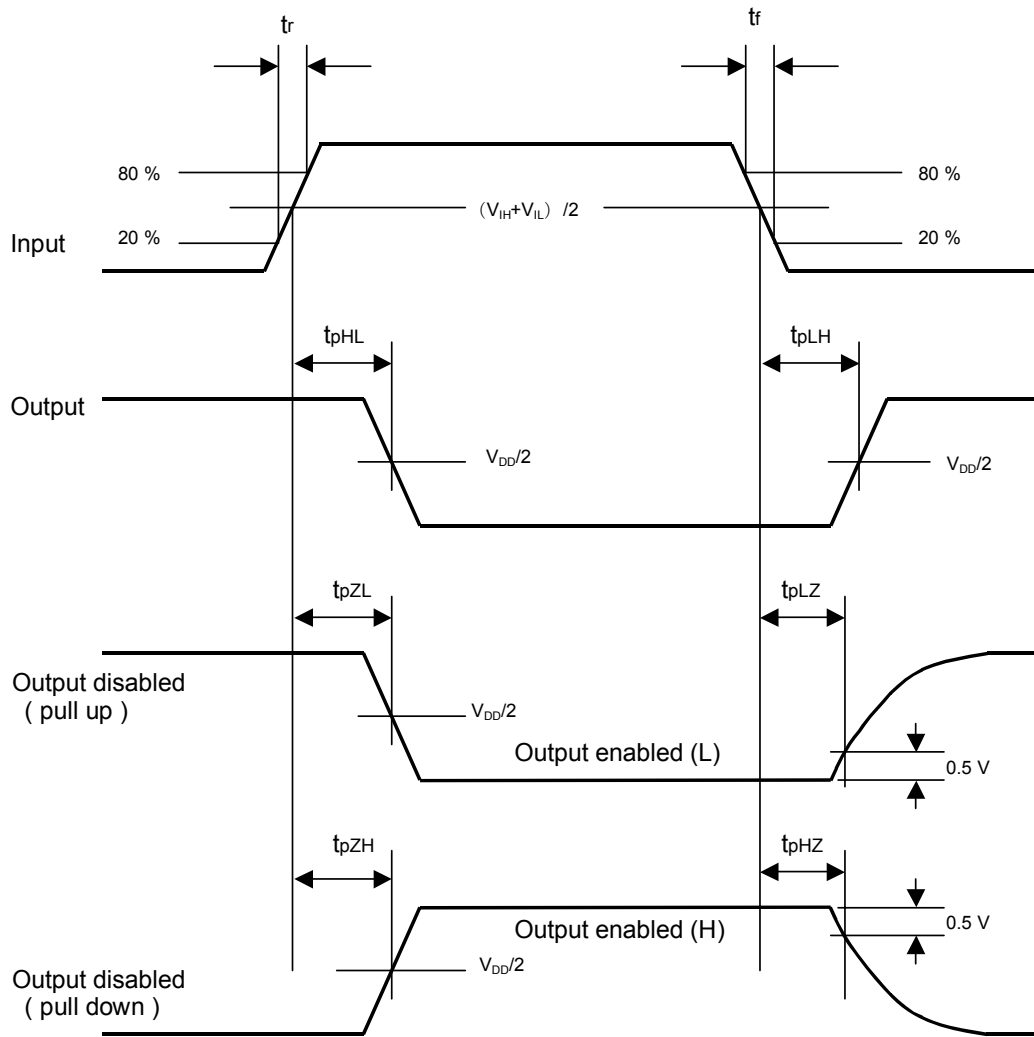 tr
tf
80 %
80 %
（VIH+VIL）/2
Input
20 %
20 %
tpHL
tpLH
Output
VDD/2
VDD/2
tpZL
tpLZ
Output disabled
( pull up )
VDD/2
Output enabled (L)
0.5 V
tpZH
tpHZ
Output enabled (H)
0.5 V
Output disabled
( pull down )
VDD/2